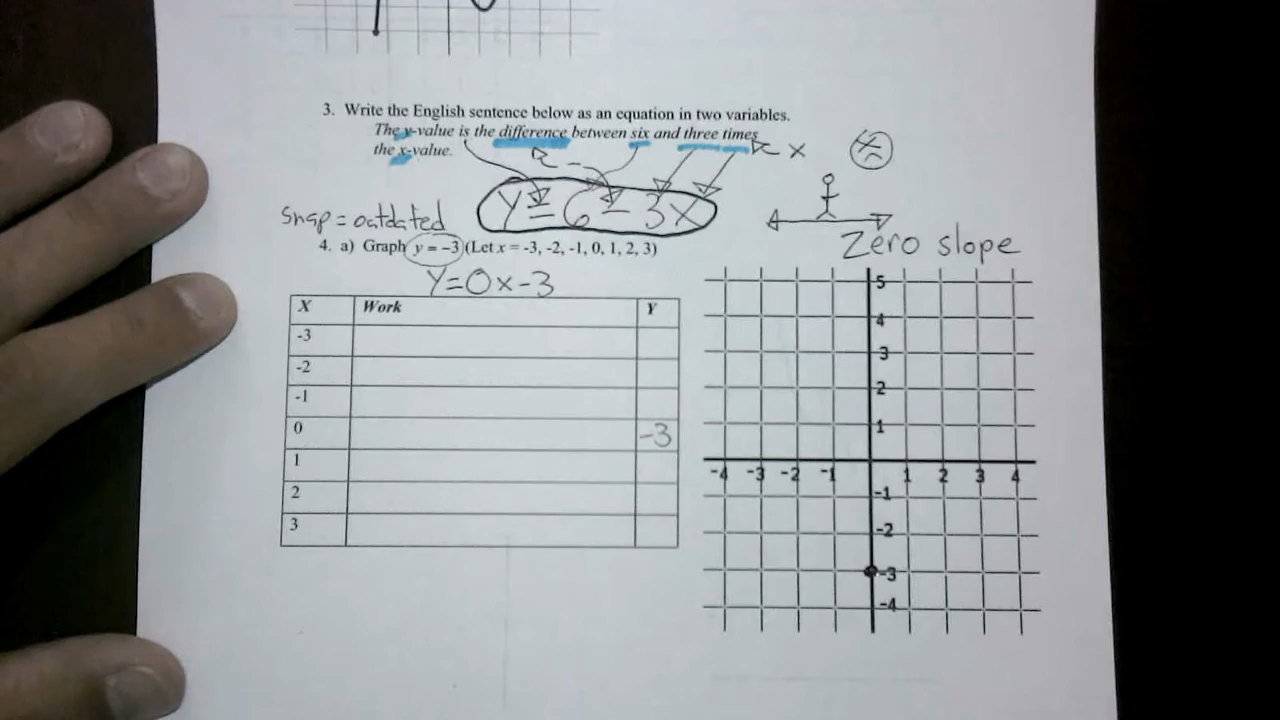 3. Write the English sentence below as an equation in two variables.
The y-value is the difference between six and three times
the x-value.
x
y = 6 - 3x
Snap = outdated
4. a) Graph y = -3 (Let x = -3, -2, -1, 0, 1, 2, 3)
Zero slope
Y=0x-3
X Work Y
-3
-2
-1
0 -3
1
2
3
5
4
3
2
1
-4 -3 -2 -1 1 2 3 4
-1
-2
-3
-4